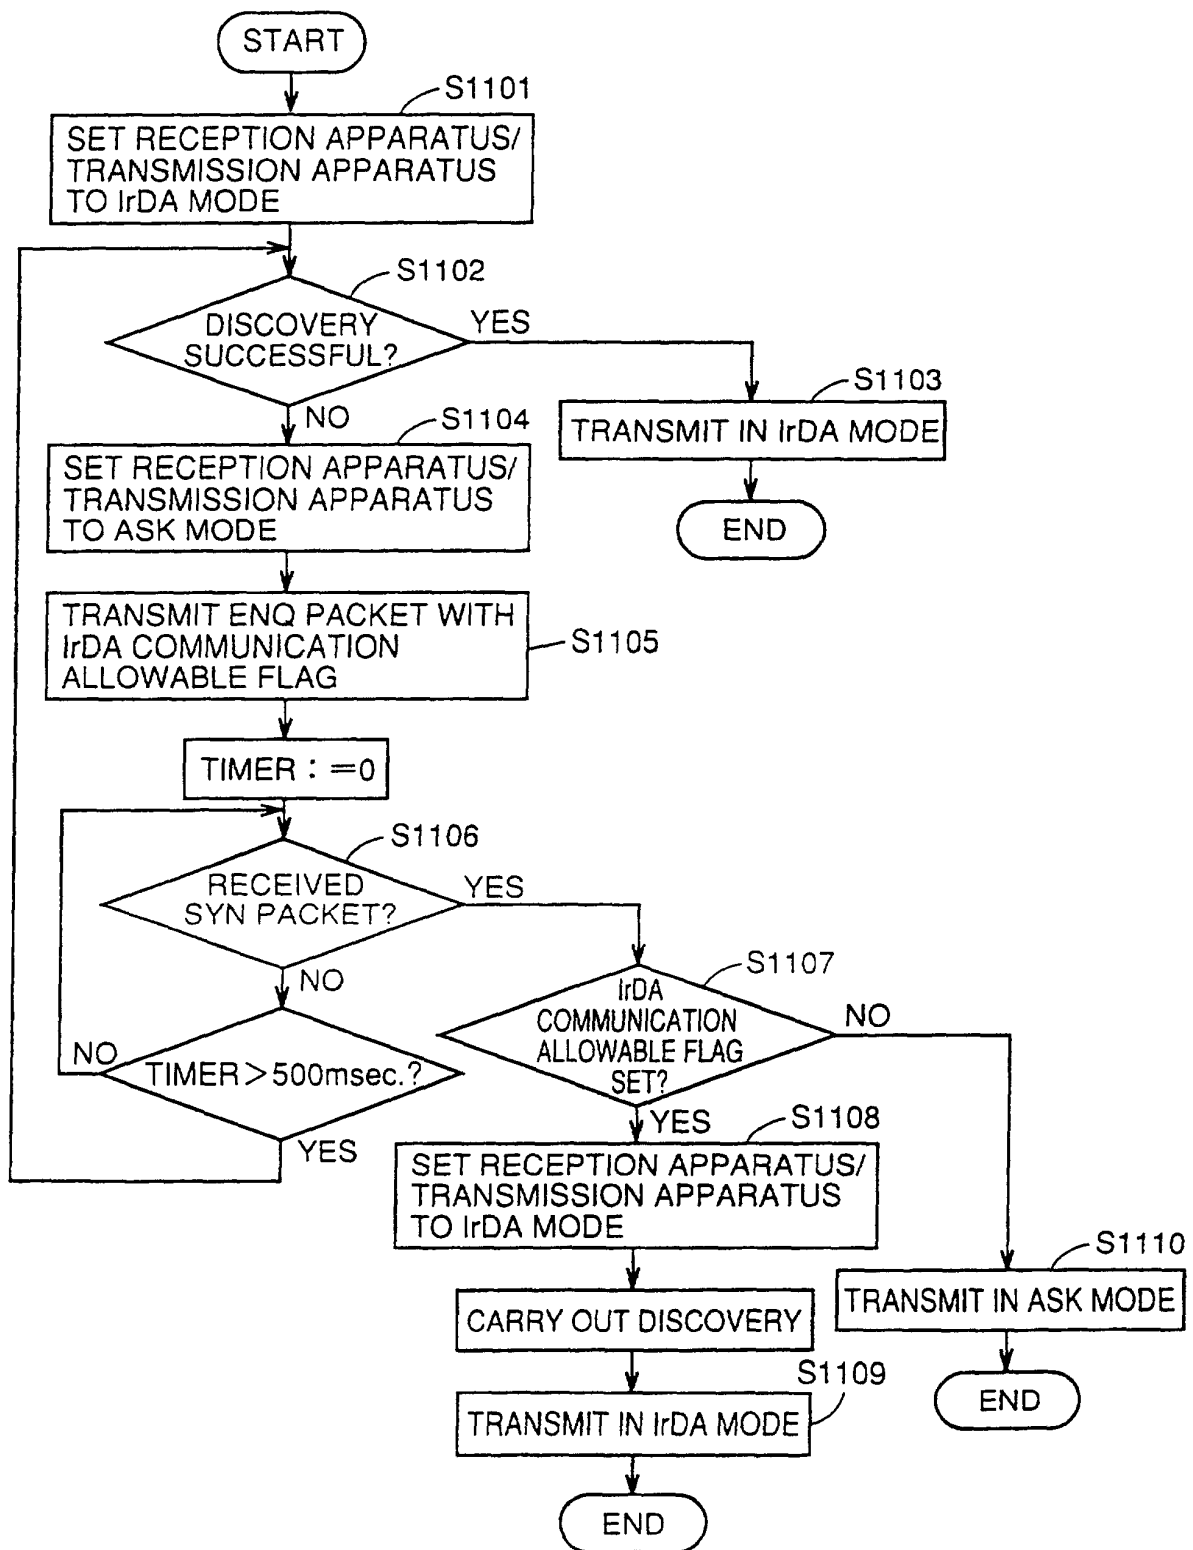 START
S1101
SET RECEPTION APPARATUS/
TRANSMISSION APPARATUS
TO IrDA MODE
S1102
DISCOVERY
SUCCESSFUL?
YES
NO
S1103
TRANSMIT IN IrDA MODE
END
S1104
SET RECEPTION APPARATUS/
TRANSMISSION APPARATUS
TO ASK MODE
TRANSMIT ENQ PACKET WITH
IrDA COMMUNICATION
ALLOWABLE FLAG
S1105
TIMER : =0
S1106
RECEIVED
SYN PACKET?
YES
NO
TIMER>500msec.?
NO
YES
S1107
IrDA
COMMUNICATION
ALLOWABLE FLAG
SET?
NO
YES
S1108
SET RECEPTION APPARATUS/
TRANSMISSION APPARATUS
TO IrDA MODE
CARRY OUT DISCOVERY
S1109
TRANSMIT IN IrDA MODE
END
S1110
TRANSMIT IN ASK MODE
END